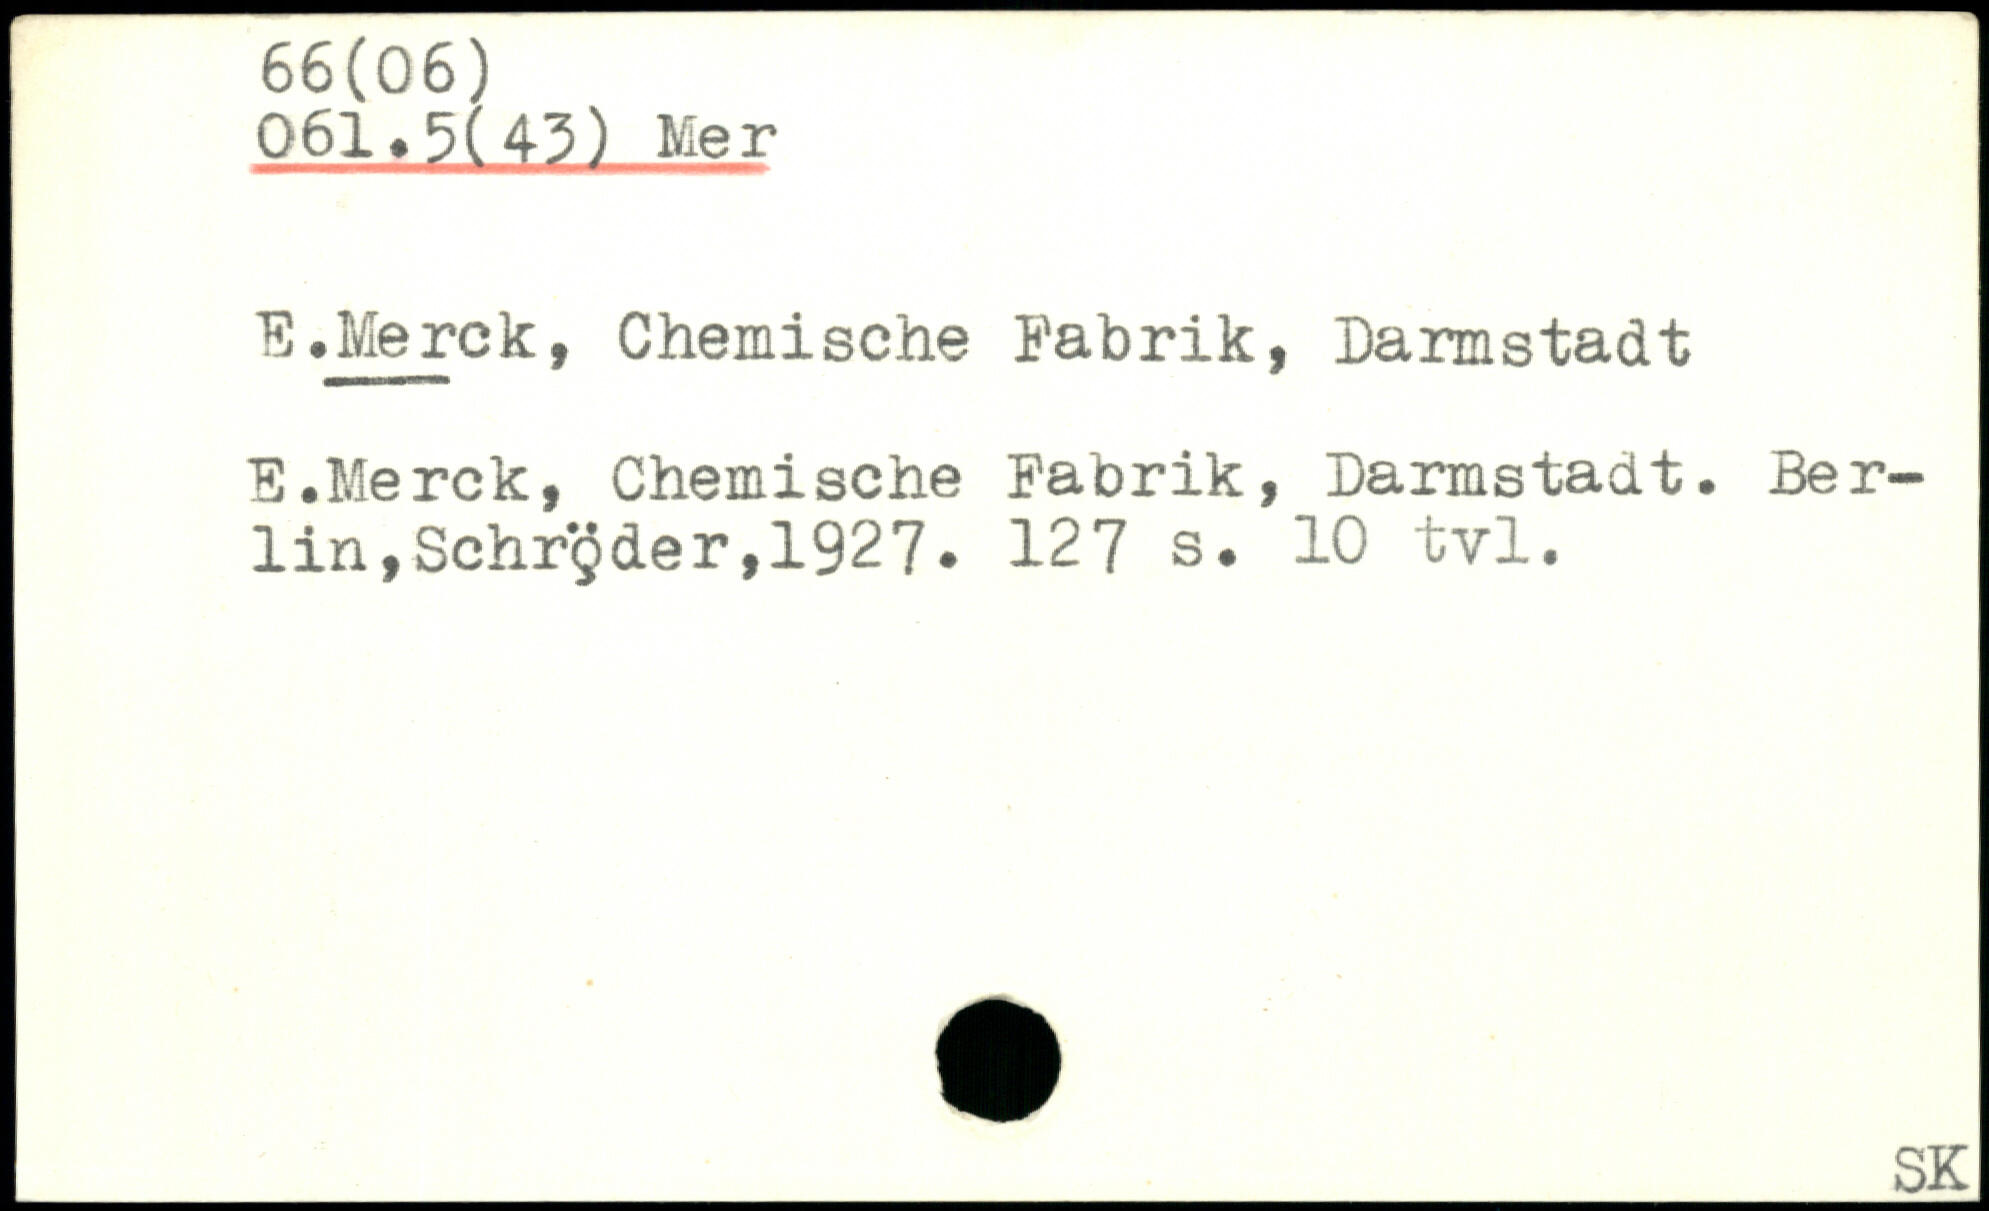 66(06)
061.5(43) Mer
E.Merck, Chemische Fabrik, Darmstadt
E.Merck, Chemische Fabrik, Darmstadt. Ber-
lin,Schröder,1927. 127 s. 10 tvl.
SK